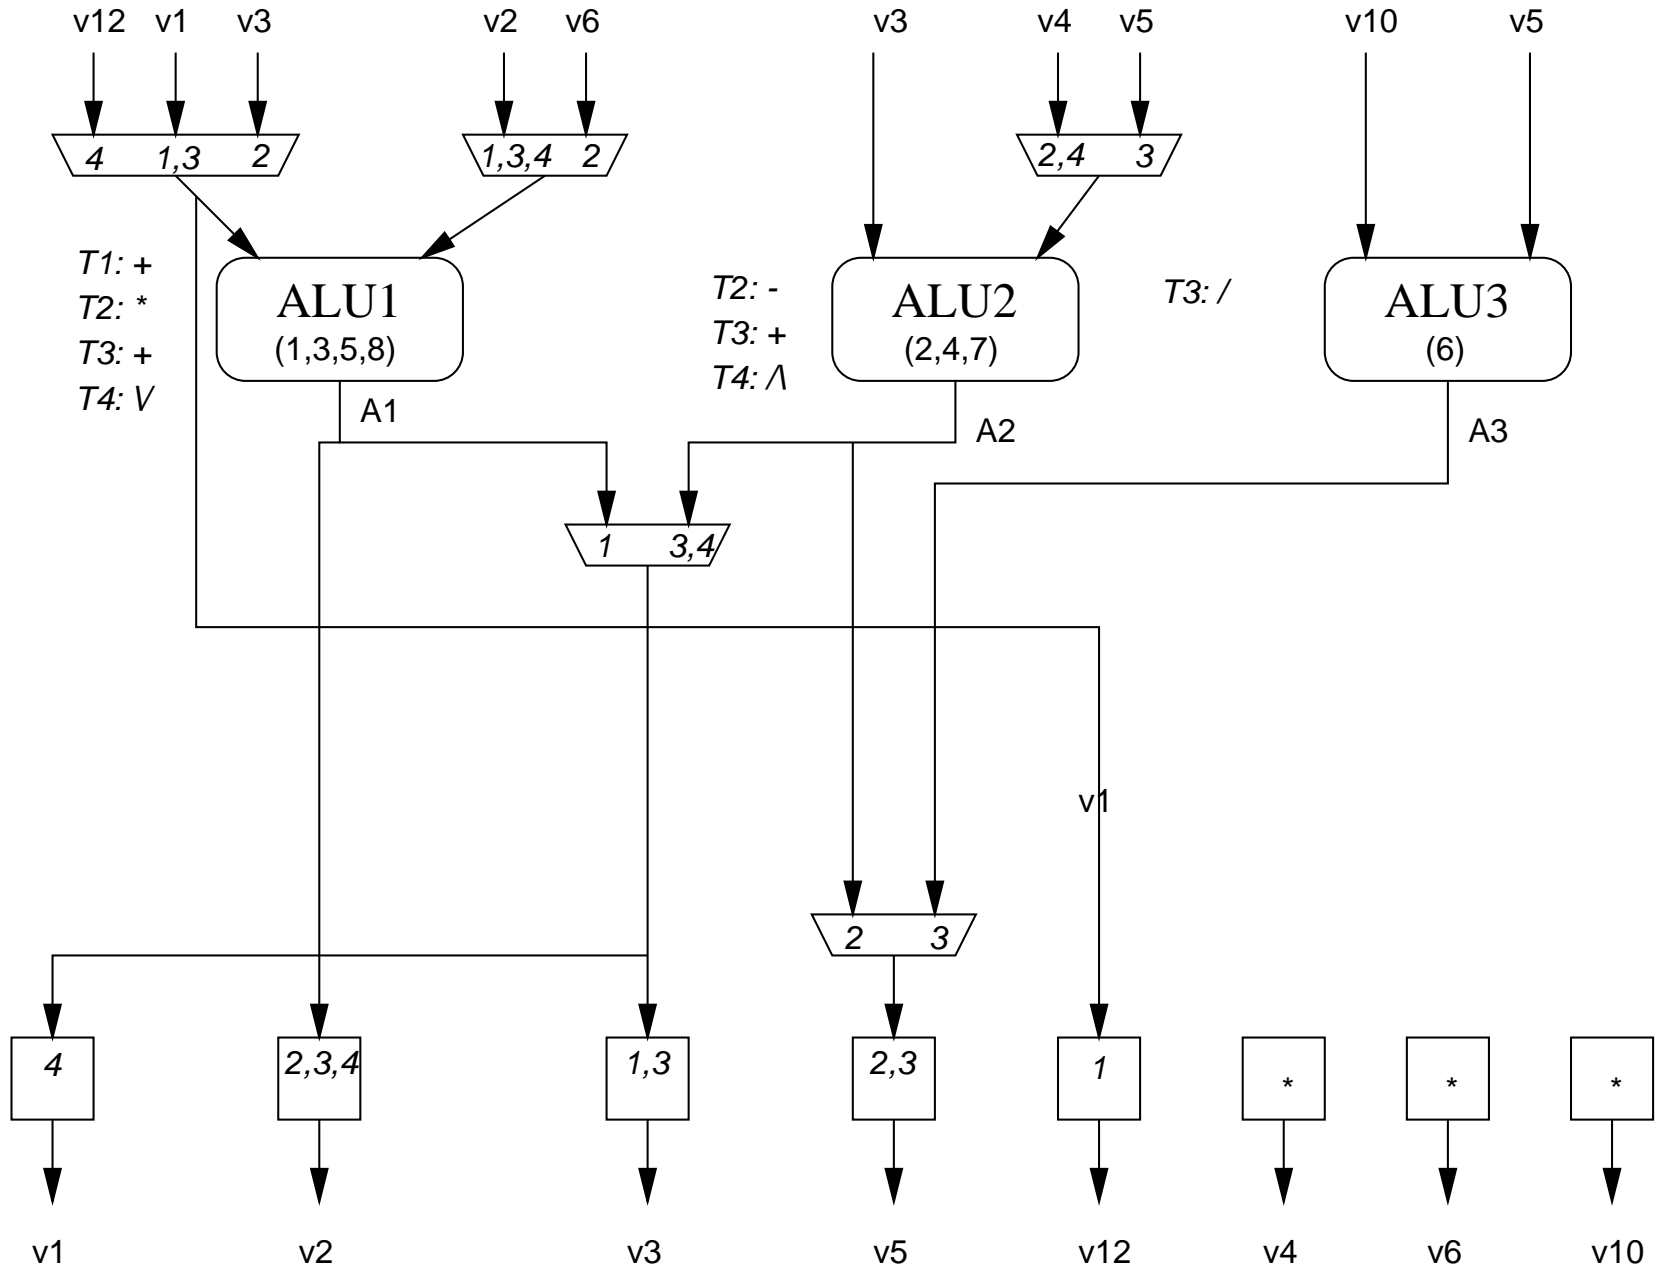 v12 v1 v3 v2 v6 v3 v4 v5 v10 v5
4 1,3 2 1,3,4 2 2,4 3
T1: +
T2: *
T3: +
T4: V
ALU1
(1,3,5,8)
T2: -
T3: +
T4: /\
ALU2
(2,4,7)
T3: /
ALU3
(6)
A1 A2 A3
1 3,4
v1
2 3
4 2,3,4 1,3 2,3 1 * * *
v1 v2 v3 v5 v12 v4 v6 v10